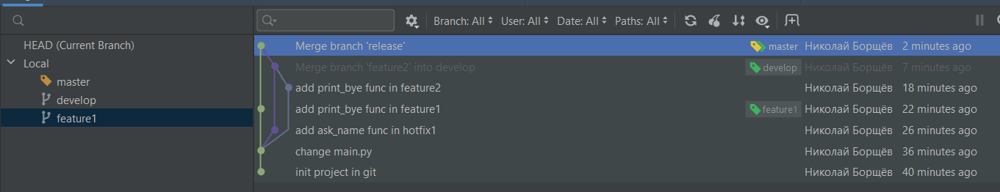 Branch: All User: All Date: All Paths: All
HEAD (Current Branch)
Local
master
develop
feature1
Merge branch 'release' master Николай Борщёв 2 minutes ago
Merge branch 'feature2' into develop develop Николай Борщёв 7 minutes ago
add print_bye func in feature2 Николай Борщёв 18 minutes ago
add print_bye func in feature1 feature1 Николай Борщёв 22 minutes ago
add ask_name func in hotfix1 Николай Борщёв 26 minutes ago
change main.py Николай Борщёв 36 minutes ago
init project in git Николай Борщёв 40 minutes ago